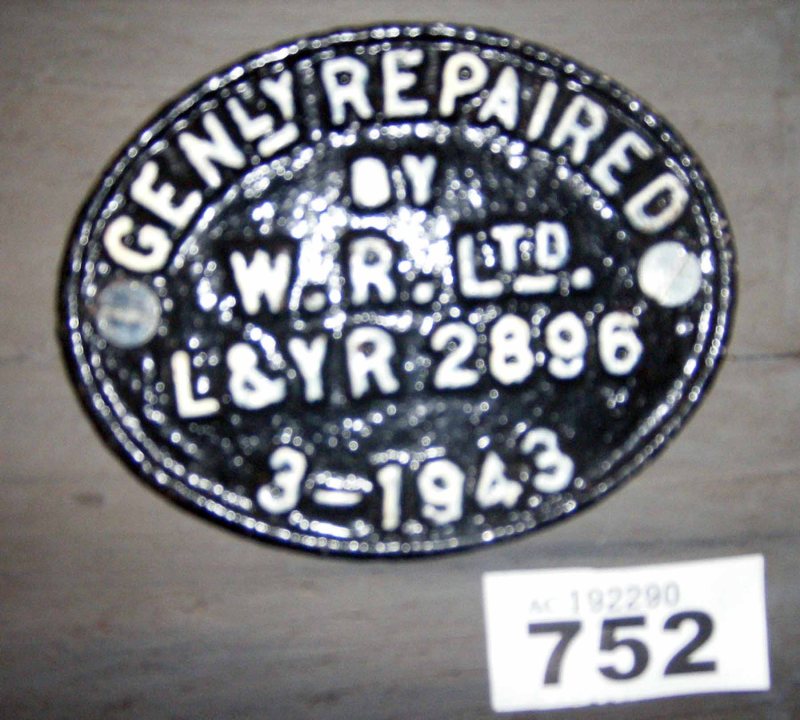 GENLY REPAIRED
BY
W.R. LTD.
L&YR 2896
3-1943
AC 192290
752